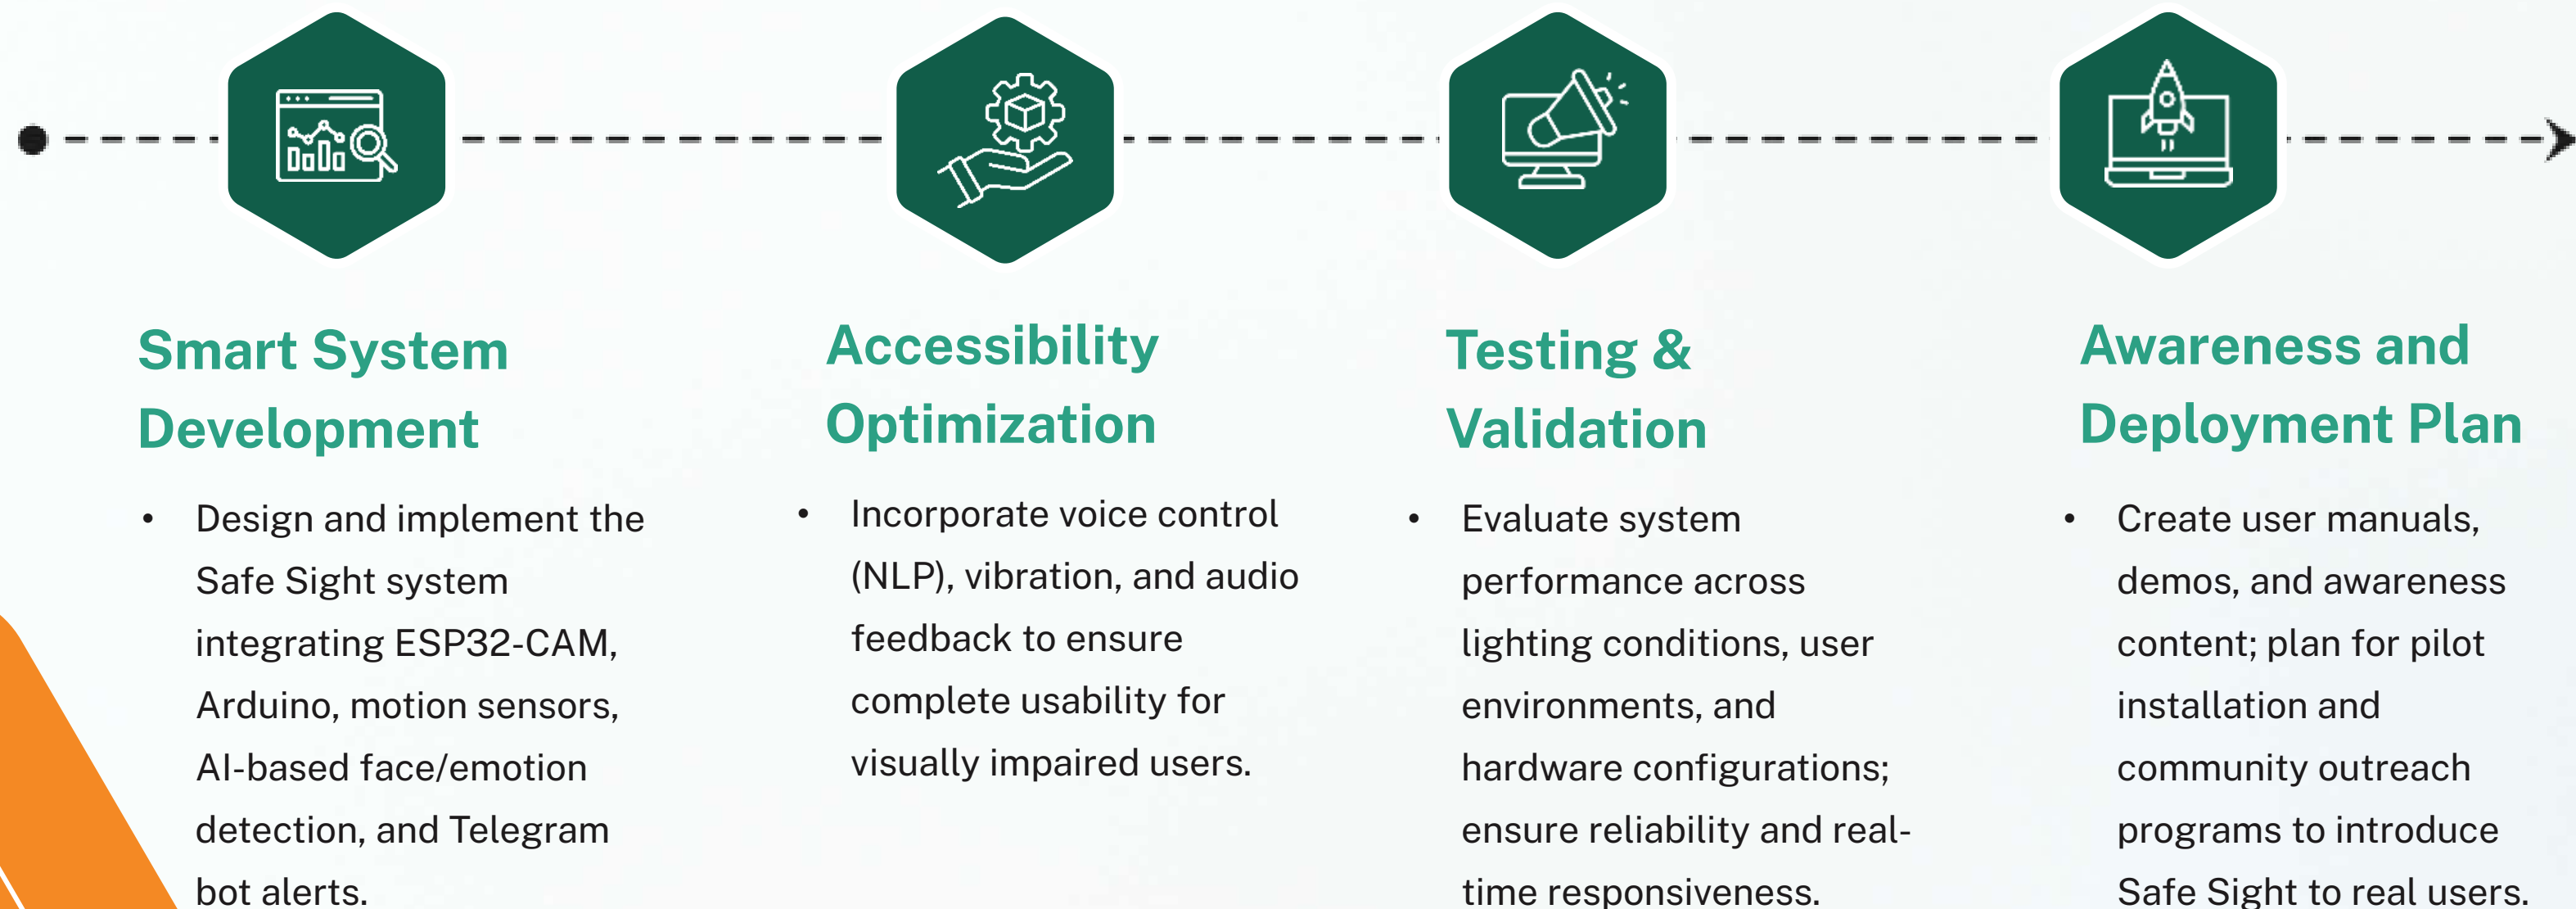 Smart System
Development
• Design and implement the
Safe Sight system
integrating ESP32-CAM,
Arduino, motion sensors,
AI-based face/emotion
detection, and Telegram
bot alerts.
Accessibility
Optimization
• Incorporate voice control
(NLP), vibration, and audio
feedback to ensure
complete usability for
visually impaired users.
Testing &
Validation
• Evaluate system
performance across
lighting conditions, user
environments, and
hardware configurations;
ensure reliability and real-
time responsiveness.
Awareness and
Deployment Plan
• Create user manuals,
demos, and awareness
content; plan for pilot
installation and
community outreach
programs to introduce
Safe Sight to real users.